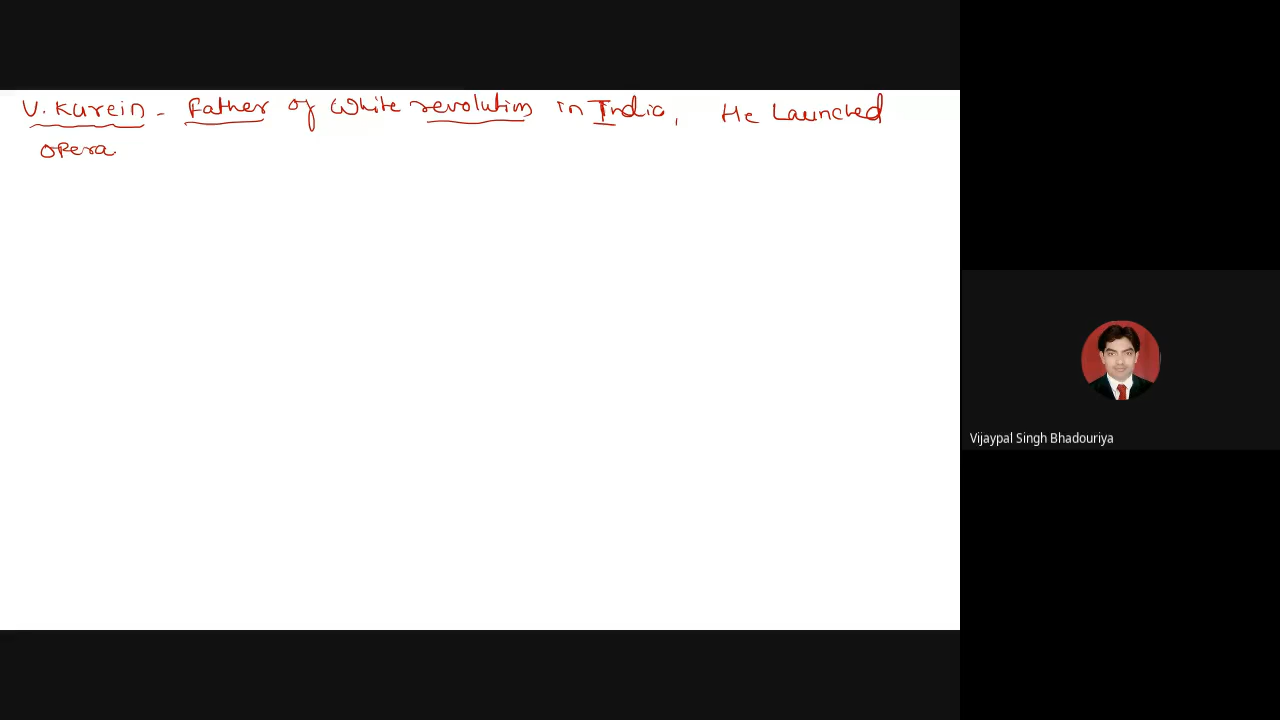 V. Kurein - Father of White revolution in India, He Launched
opera
Vijaypal Singh Bhadouriya